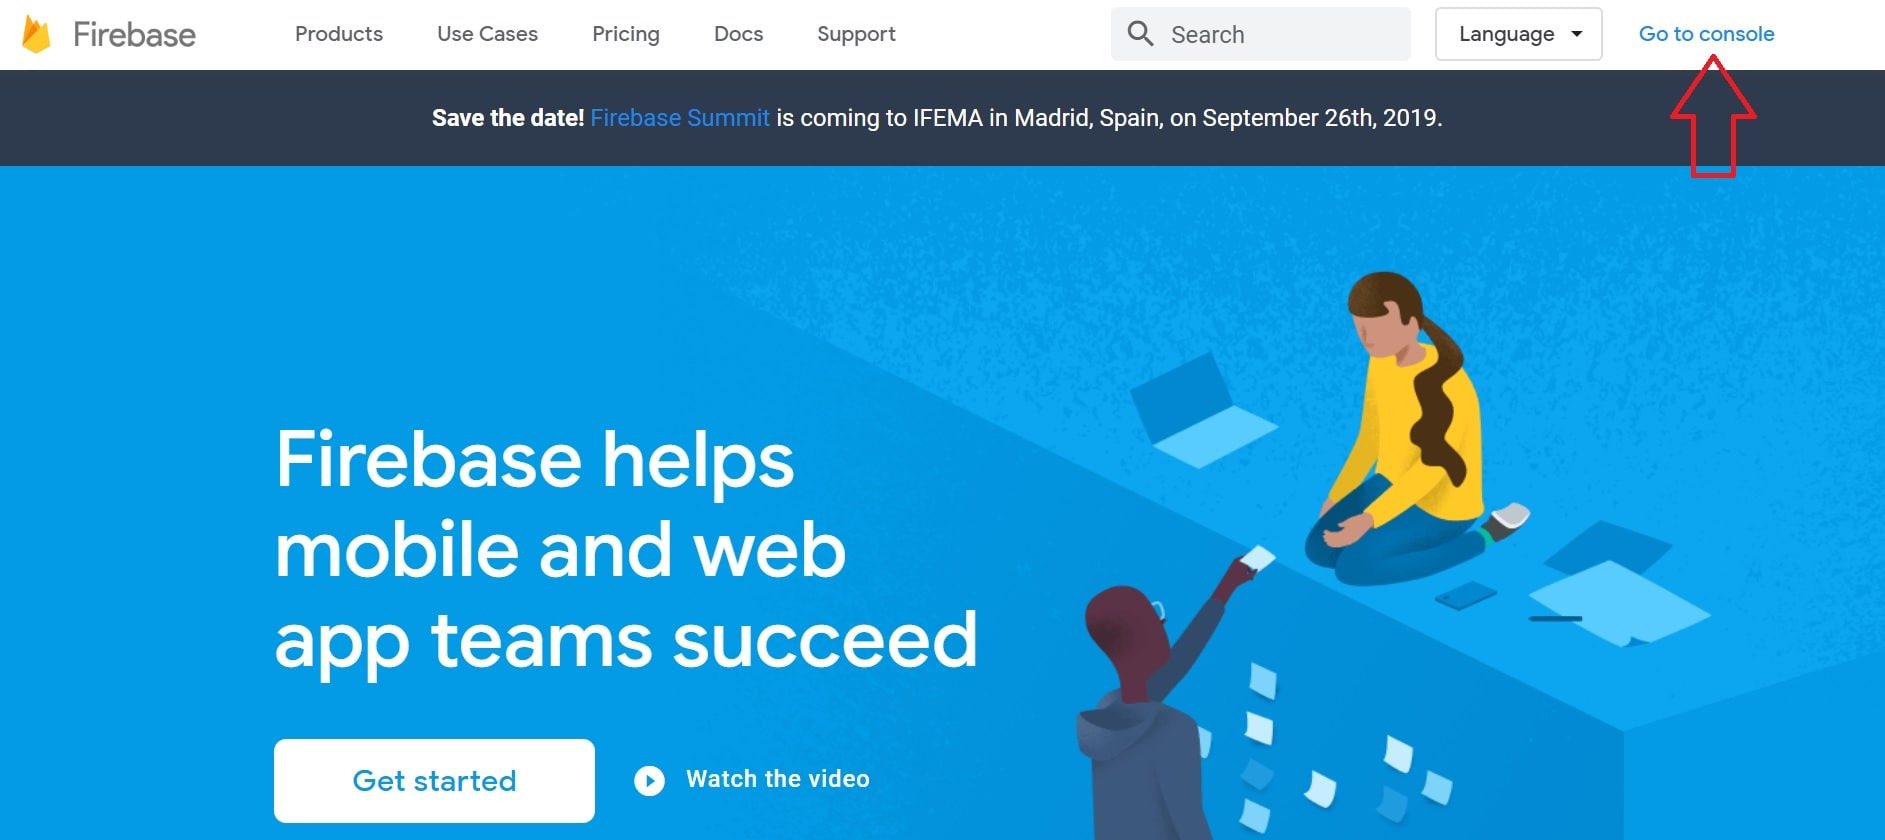 Firebase Products Use Cases Pricing Docs Support Search Language Go to console
Save the date! Firebase Summit is coming to IFEMA in Madrid, Spain, on September 26th, 2019.
Firebase helps
mobile and web
app teams succeed
Get started Watch the video